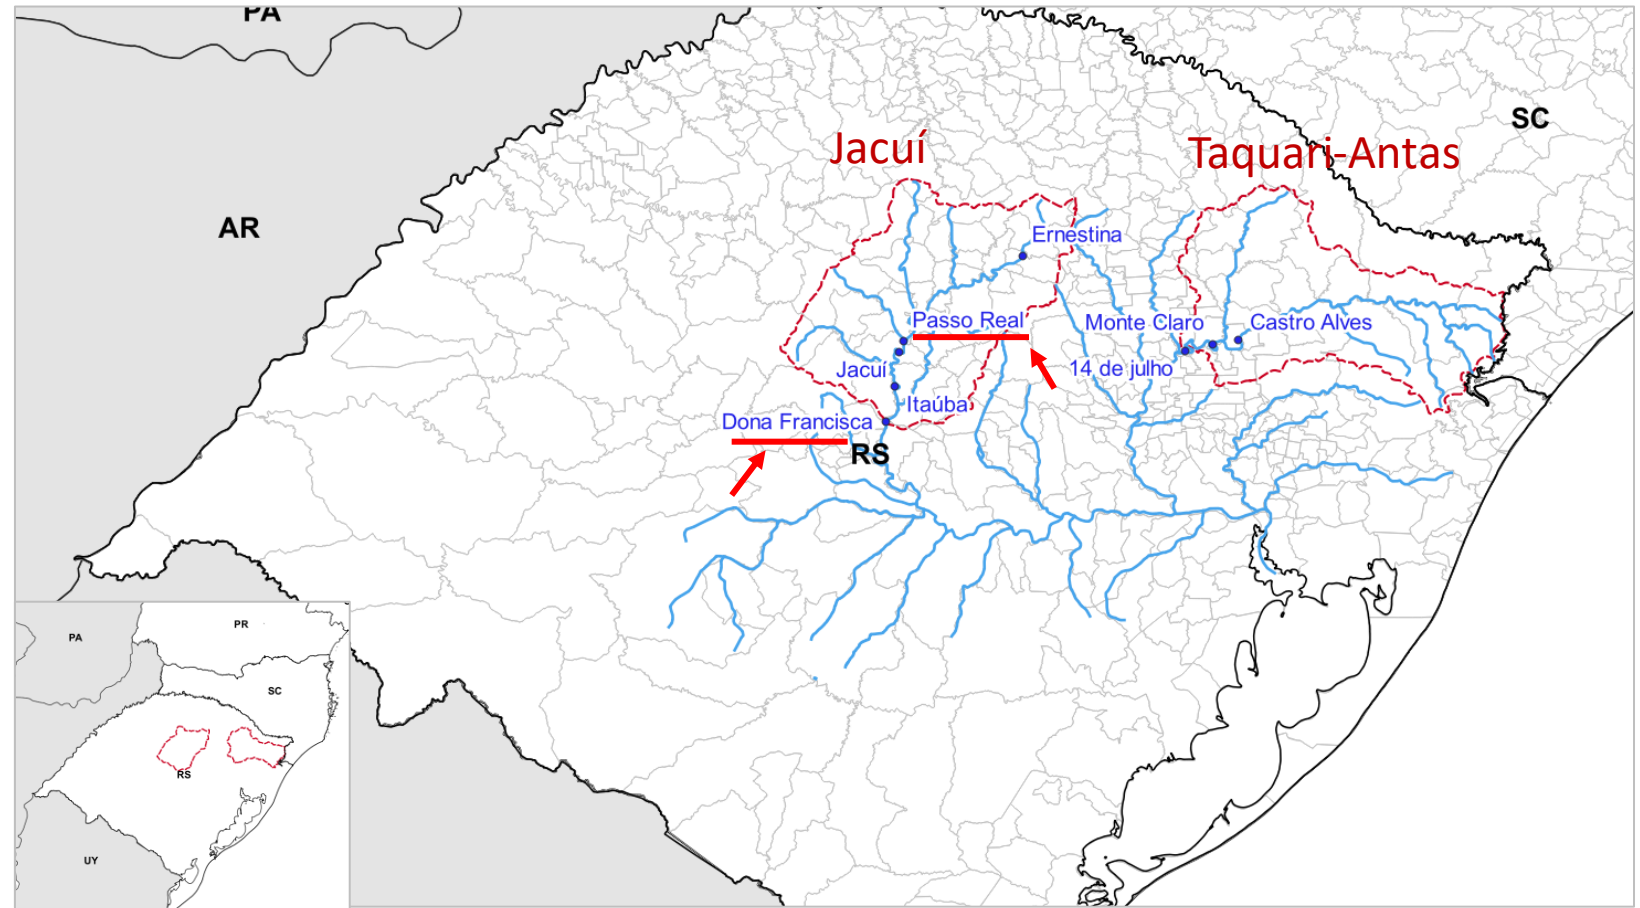 PA
SC
Jacuí
Taquari-Antas
AR
Ernestina
Passo Real
Monte Claro
Castro Alves
Jacuí
14 de julho
Itaúba
Dona Francisca
RS
PA
PR
SC
RS
UY